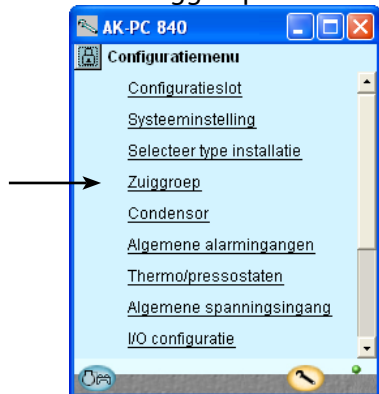 AK-PC 840
Configuratiemenu
Configuratieslot
Systeeminstelling
Selecteer type installatie
Zuiggroep
Condensor
Algemene alarmingangen
Thermo/pressostaten
Algemene spanningsingang
I/O configuratie